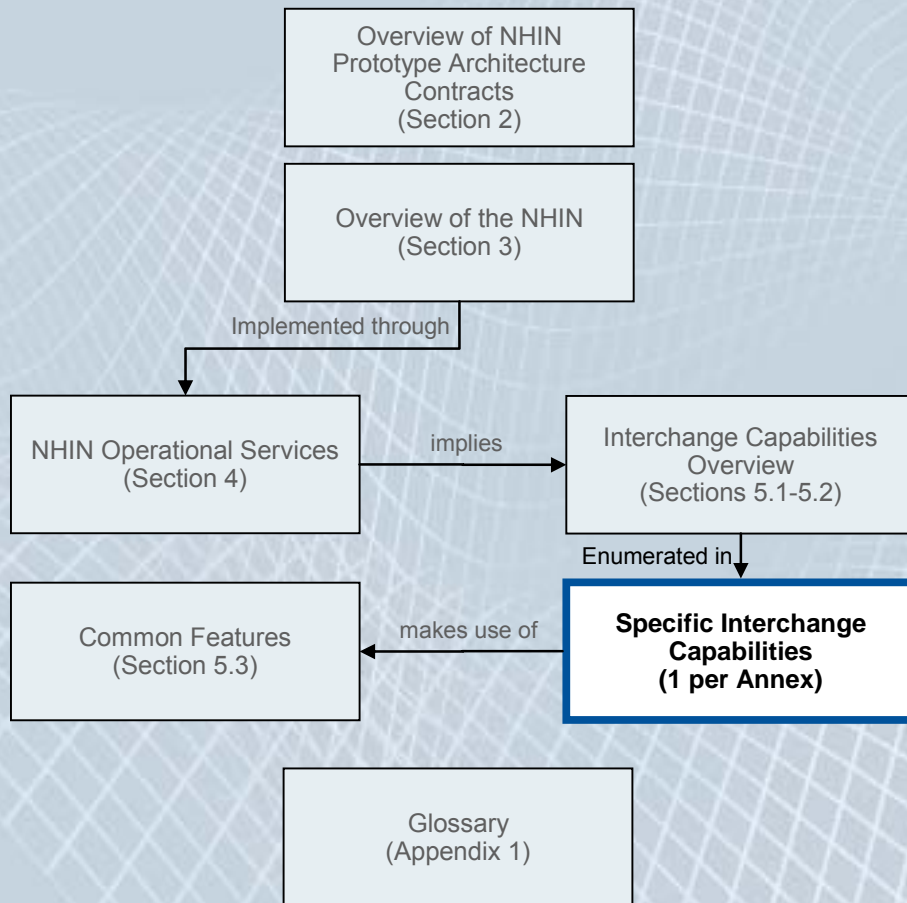 Overview of NHIN
Prototype Architecture
Contracts
(Section 2)
Overview of the NHIN
(Section 3)
Implemented through
NHIN Operational Services
(Section 4)
implies
Interchange Capabilities
Overview
(Sections 5.1-5.2)
Enumerated in
Common Features
(Section 5.3)
makes use of
Specific Interchange
Capabilities
(1 per Annex)
Glossary
(Appendix 1)